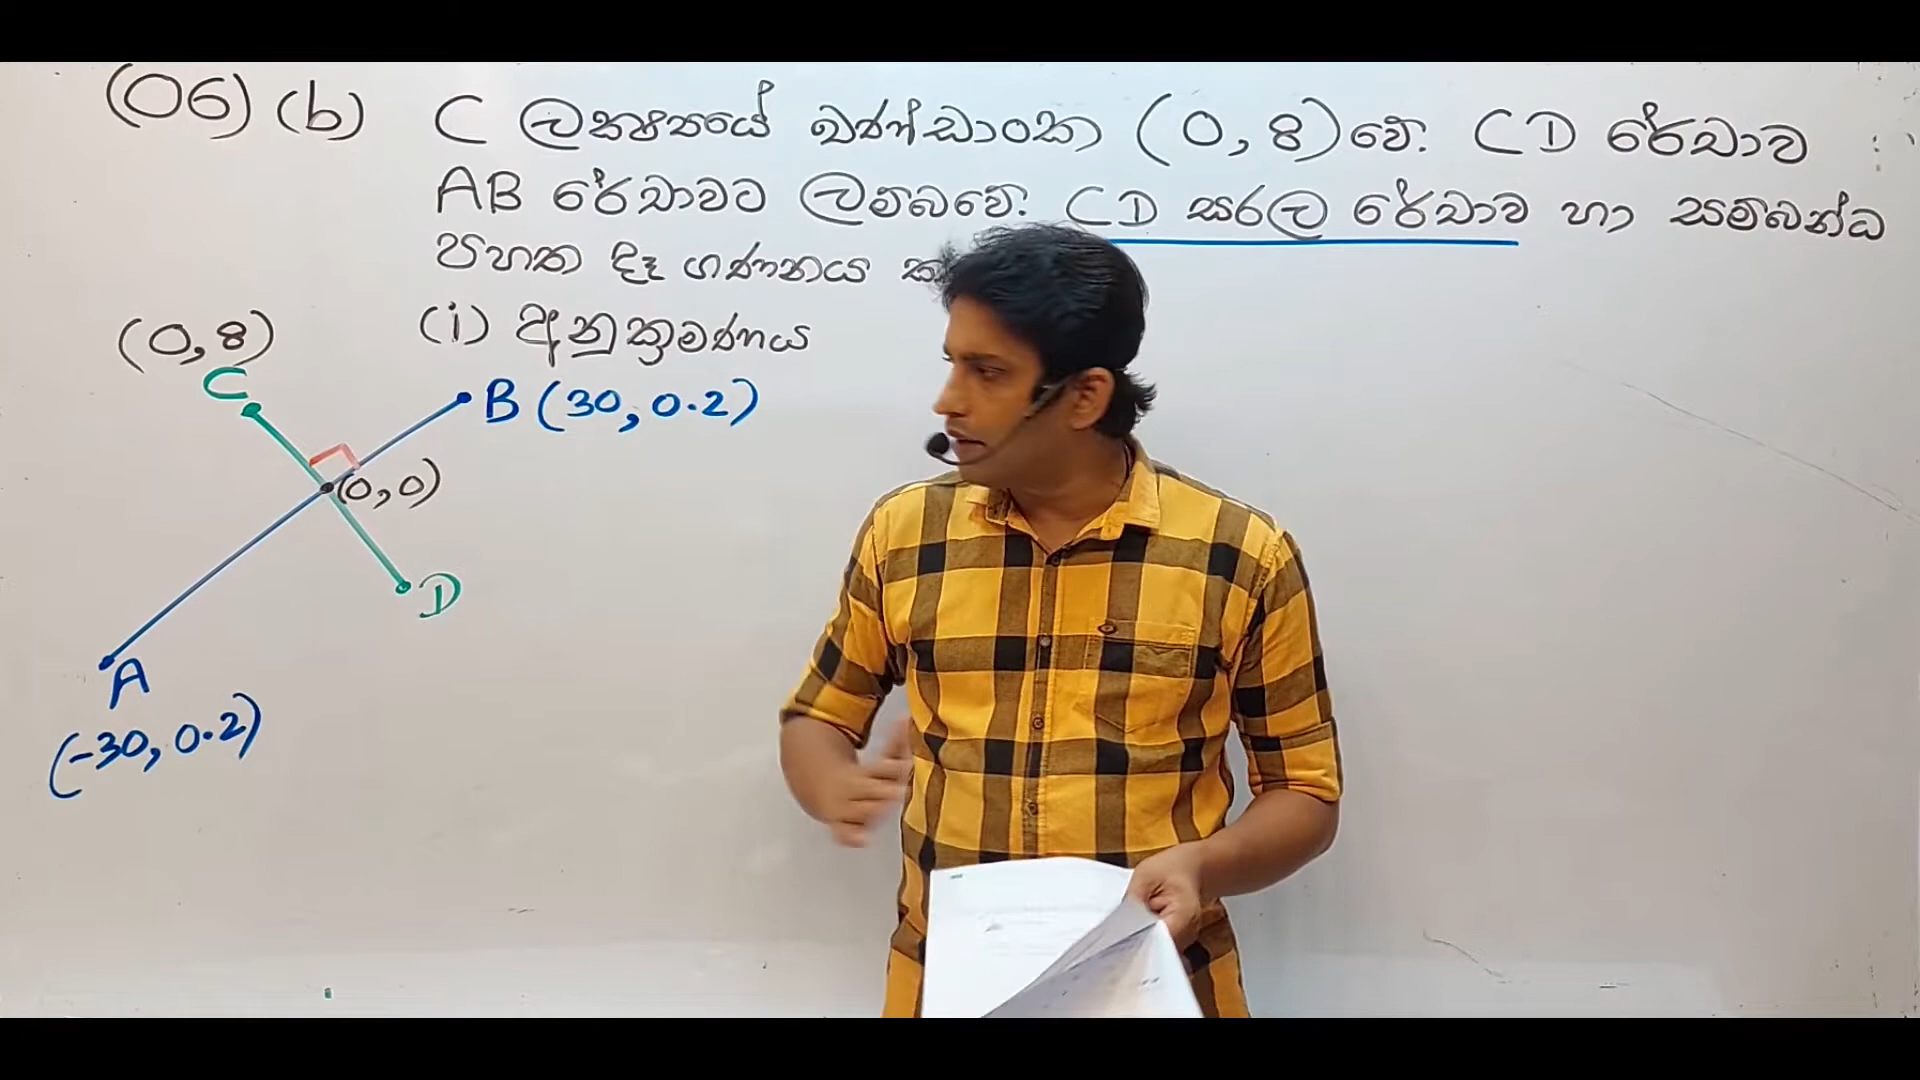 (06) (b) C ලක්ෂ්‍යයේ ඛණ්ඩාංක (0, 8) වේ. CD රේඛාව
AB රේඛාවට ලම්බවේ. CD සරල රේඛාව හා සම්බන්ධ
පහත දෑ ගණනය
(i) අනුක්‍රමණය
(0, 8)
C
B (30, 0.2)
(0, 0)
D
A
(-30, 0.2)